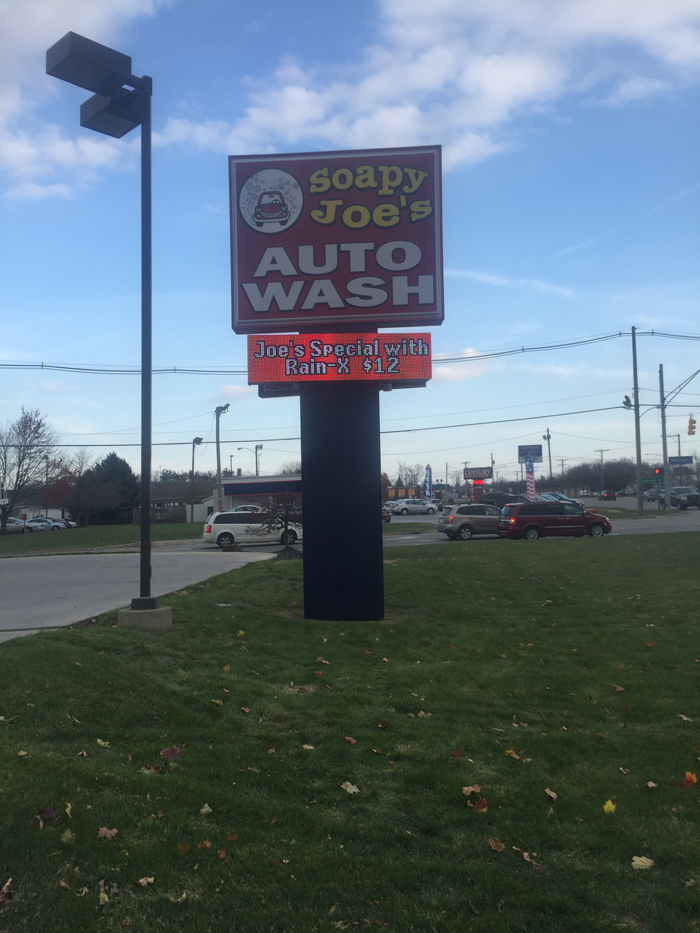 Soapy
Joe's
AUTO
WASH
Joe's Special with
Rain-X $12